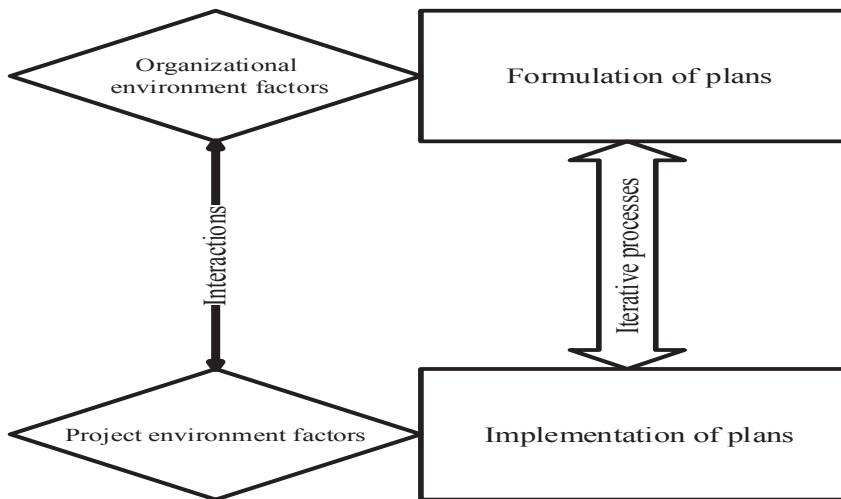 Organizational
environment factors
Formulation of plans
Interactions
Iterative processes
Project environment factors
Implementation of plans